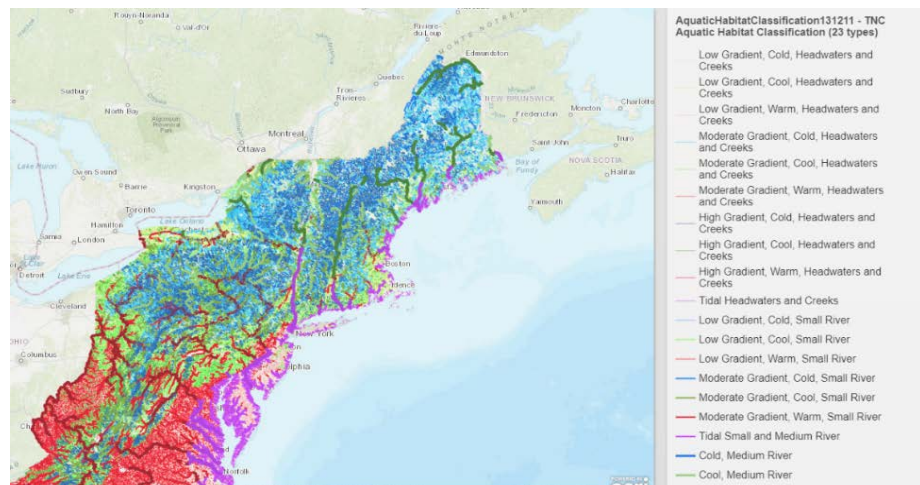 AquaticHabitatClassification131211 - TNC
Aquatic Habitat Classification (23 types)
Low Gradient, Cold, Headwaters and
Creeks
Low Gradient, Cool, Headwaters and
Creeks
Low Gradient, Warm, Headwaters and
Creeks
Moderate Gradient, Cold, Headwaters
and Creeks
Moderate Gradient, Cool, Headwaters
and Creeks
Moderate Gradient, Warm, Headwaters
and Creeks
High Gradient, Cold, Headwaters and
Creeks
High Gradient, Cool, Headwaters and
Creeks
High Gradient, Warm, Headwaters and
Creeks
Tidal Headwaters and Creeks
Low Gradient, Cold, Small River
Low Gradient, Cool, Small River
Low Gradient, Warm, Small River
Moderate Gradient, Cold, Small River
Moderate Gradient, Cool, Small River
Moderate Gradient, Warm, Small River
Tidal Small and Medium River
Cold, Medium River
Cool, Medium River
Rouyn-Noranda
Val-d'Or
Rivière-
du-Loup
MONTS NOTRE-DAME
Edmundston
Quebec
Sudbury
Trois-
Rivieres
NEW BRUNSWICK
Moncton
Charlotte
North Bay
Algonquin
Provincial
Park
Fredericton
Montreal
Ottawa
Saint John
Truro
Lake Huron
Bay of
Fundy
NOVA SCOTIA
Owen Sound
Barrie
Kingston
Halifax
Yarmouth
Toronto
Lake Ontario
Hamilton
Sarnia
London
Boston
Detroit
Lake Erie
Cleveland
New York
OHIO
Columbus
Norfolk